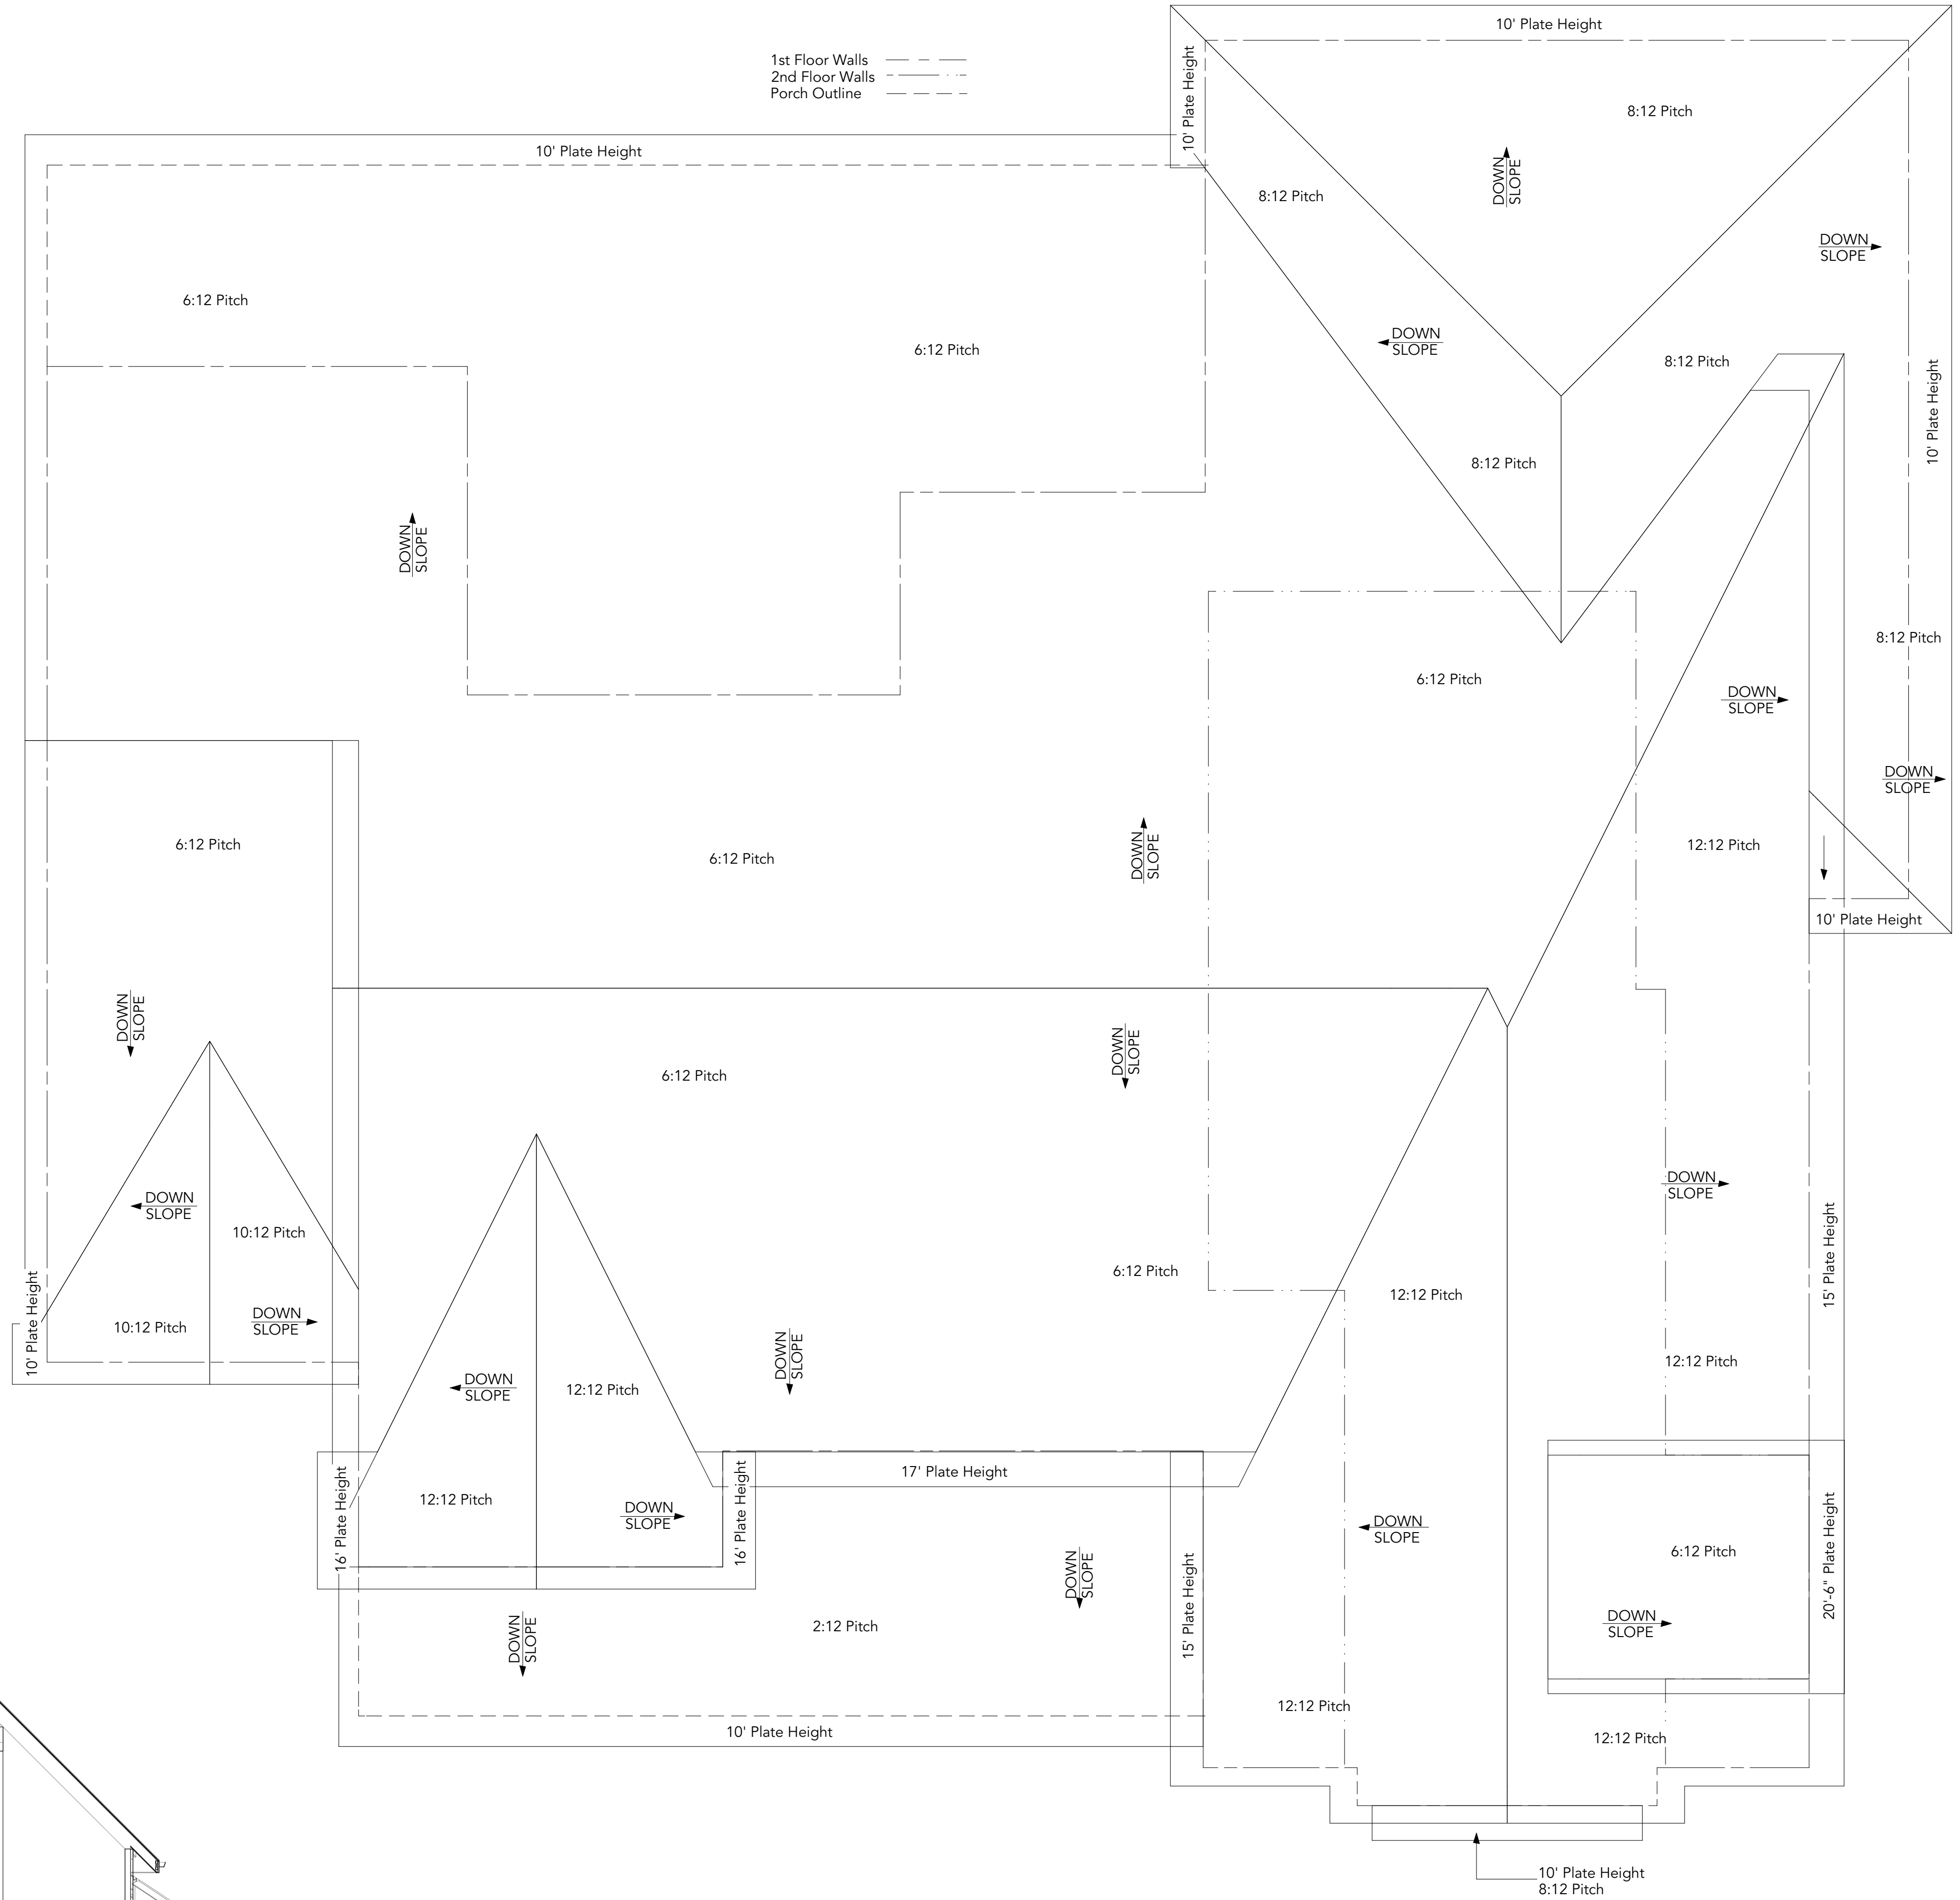 10' Plate Height
1st Floor Walls
2nd Floor Walls
Porch Outline
10' Plate Height
8:12 Pitch
10' Plate Height
DOWN
SLOPE
8:12 Pitch
DOWN
SLOPE
6:12 Pitch
6:12 Pitch
DOWN
SLOPE
8:12 Pitch
10' Plate Height
8:12 Pitch
DOWN
SLOPE
8:12 Pitch
6:12 Pitch
DOWN
SLOPE
DOWN
SLOPE
6:12 Pitch
6:12 Pitch
DOWN
SLOPE
12:12 Pitch
10' Plate Height
DOWN
SLOPE
DOWN
SLOPE
6:12 Pitch
DOWN
SLOPE
DOWN
SLOPE
10:12 Pitch
6:12 Pitch
12:12 Pitch
15' Plate Height
10' Plate Height
10:12 Pitch
DOWN
SLOPE
DOWN
SLOPE
12:12 Pitch
DOWN
SLOPE
12:12 Pitch
17' Plate Height
12:12 Pitch
DOWN
SLOPE
16' Plate Height
16' Plate Height
DOWN
SLOPE
6:12 Pitch
20'-6" Plate Height
DOWN
SLOPE
15' Plate Height
DOWN
SLOPE
2:12 Pitch
DOWN
SLOPE
12:12 Pitch
10' Plate Height
12:12 Pitch
10' Plate Height
8:12 Pitch